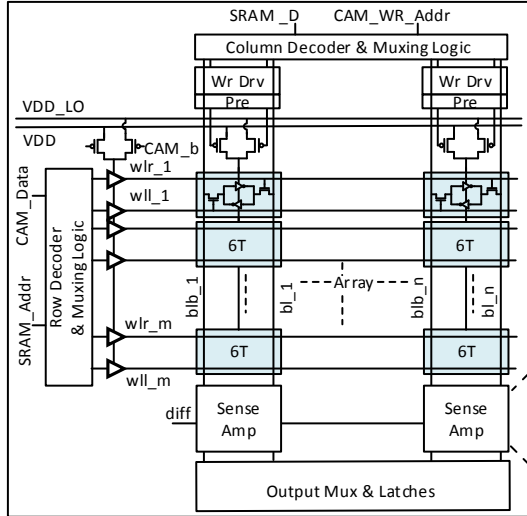 SRAM_D CAM_WR_Addr
Column Decoder & Muxing Logic
Wr Drv Wr Drv
Pre Pre
VDD_LO
VDD
CAM_b
wlr_1
wll_1
CAM_Data
SRAM_Addr
Row Decoder
& Muxing Logic
6T 6T
blb_1 bl_1 Array blb_n bl_n
wlr_m
6T 6T
wll_m
diff
Sense
Amp
Sense
Amp
Output Mux & Latches